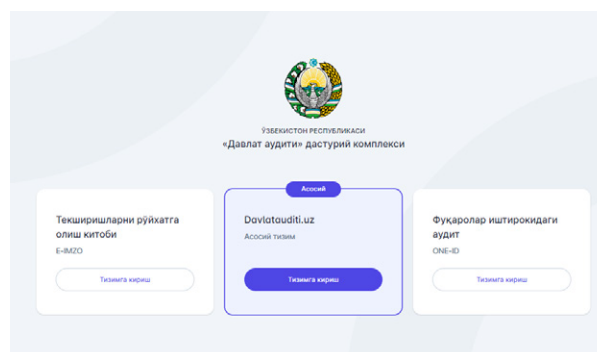 ЎЗБЕКИСТОН РЕСПУБЛИКАСИ
«Давлат аудити» дастурий комплекси
Текширишларни рўйхатга
олиш китоби
E-IMZO
Тизимга кириш
Асосий
Davlatauditi.uz
Асосий тизим
Тизимга кириш
Фуқаролар иштирокидаги
аудит
ONE-ID
Тизимга кириш